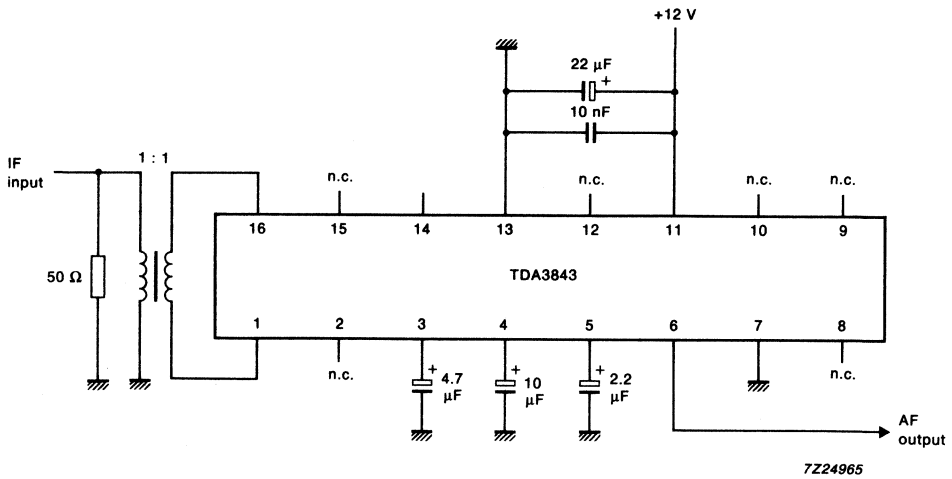 +12 V
22 µF
+
10 nF
1 : 1
IF
input
n.c.
n.c.
n.c.
n.c.
16
15
14
13
12
11
10
9
50 Ω
TDA3843
1
2
3
4
5
6
7
8
n.c.
+
4.7
µF
+
10
µF
+
2.2
µF
n.c.
AF
output
7Z24965